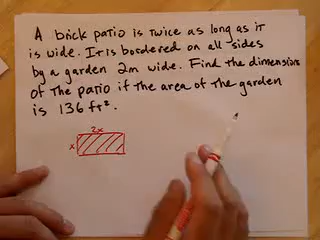 A brick patio is twice as long as it
is wide. It is bordered on all sides
by a garden 2m wide. Find the dimensions
of the patio if the area of the garden
is 136 ft².
2x
x